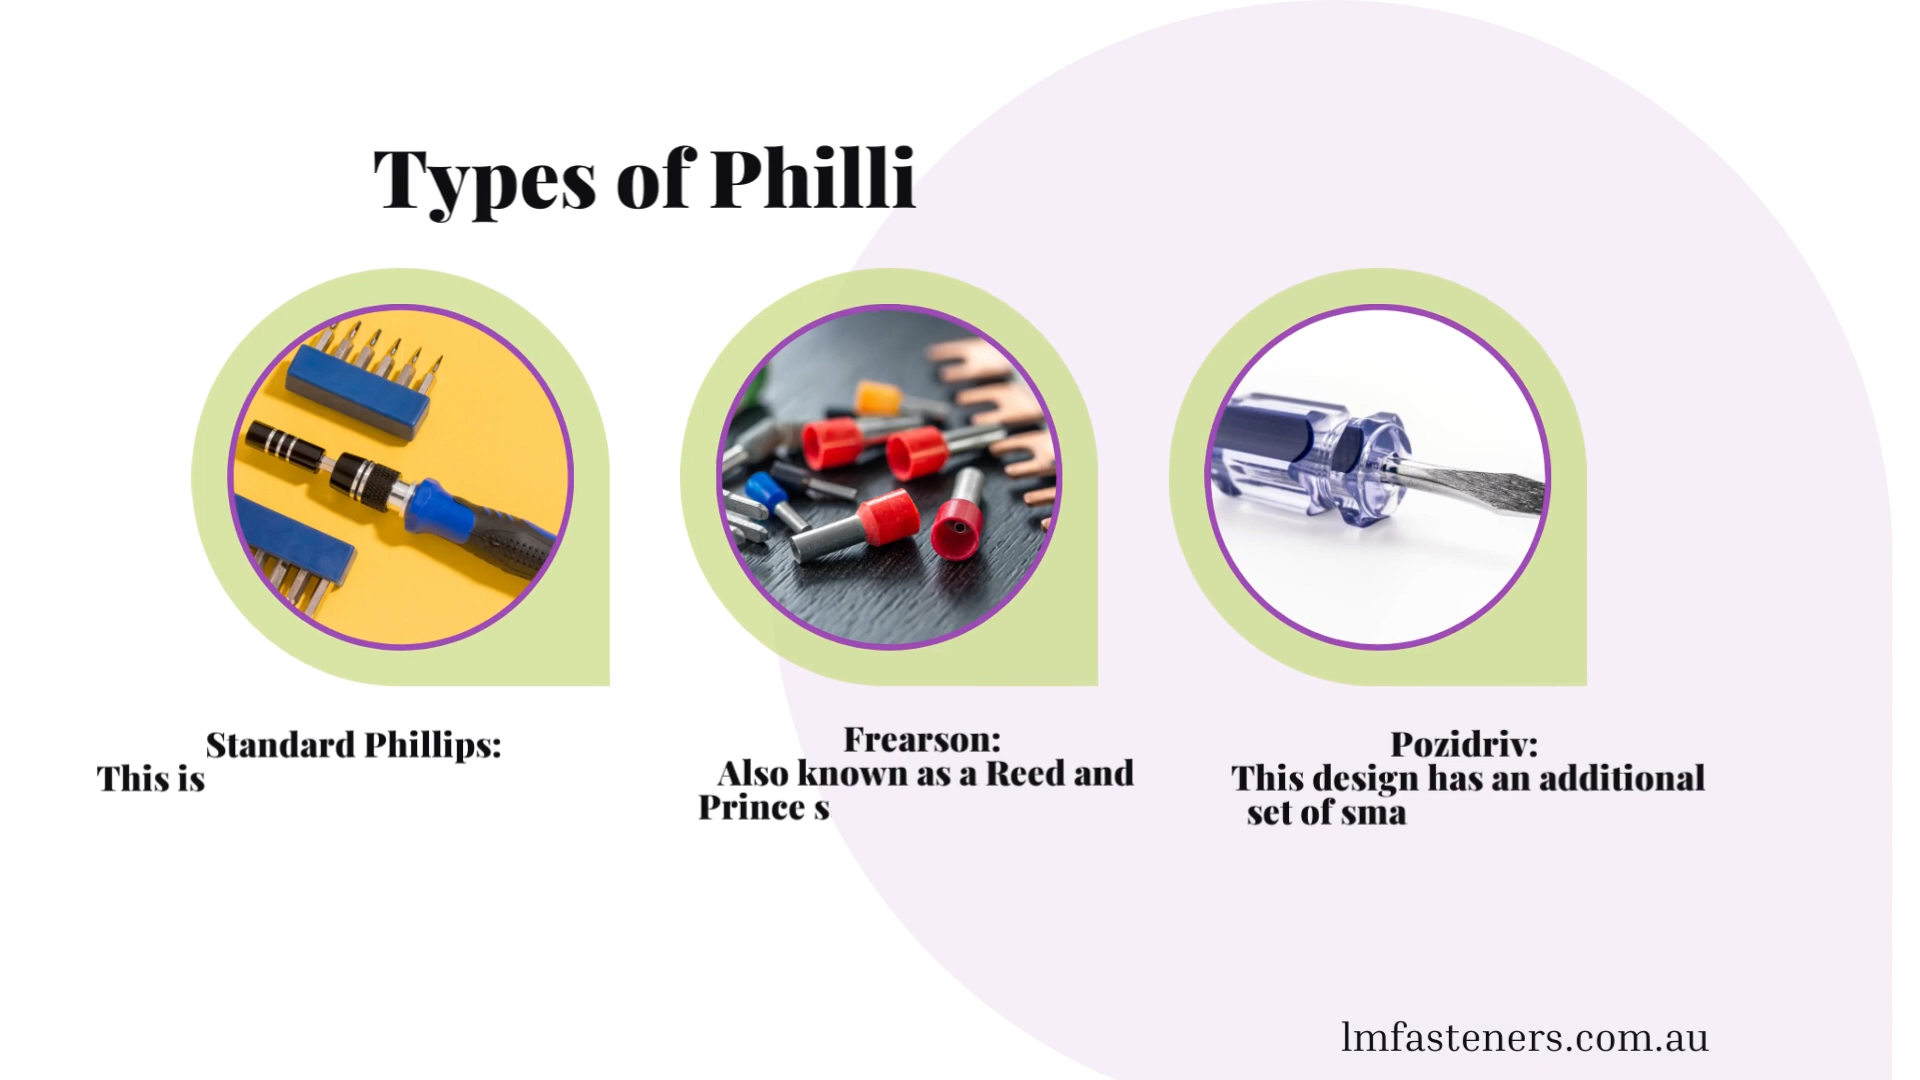 Types of Philli
Standard Phillips:
This is
Frearson:
Also known as a Reed and
Prince s
Pozidriv:
This design has an additional
set of sma
lmfasteners.com.au